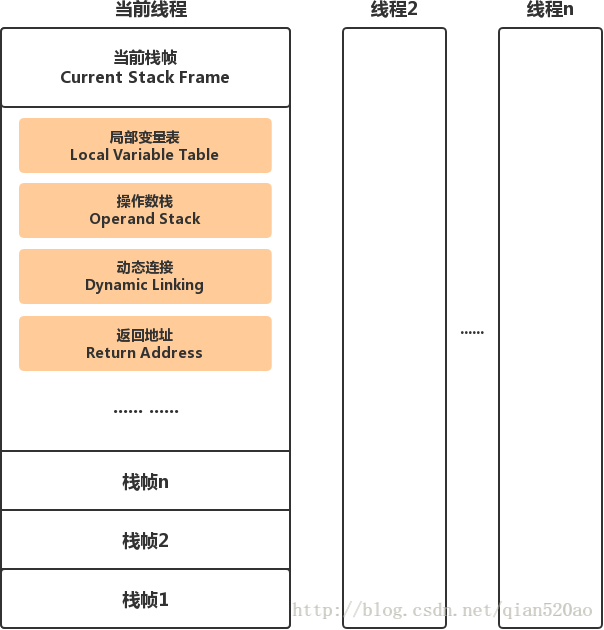 当前线程
线程2
线程n
当前栈帧
Current Stack Frame
局部变量表
Local Variable Table
操作数栈
Operand Stack
动态连接
Dynamic Linking
返回地址
Return Address
...... ......
......
栈帧n
栈帧2
栈帧1
http://blog.csdn.net/qian520ao